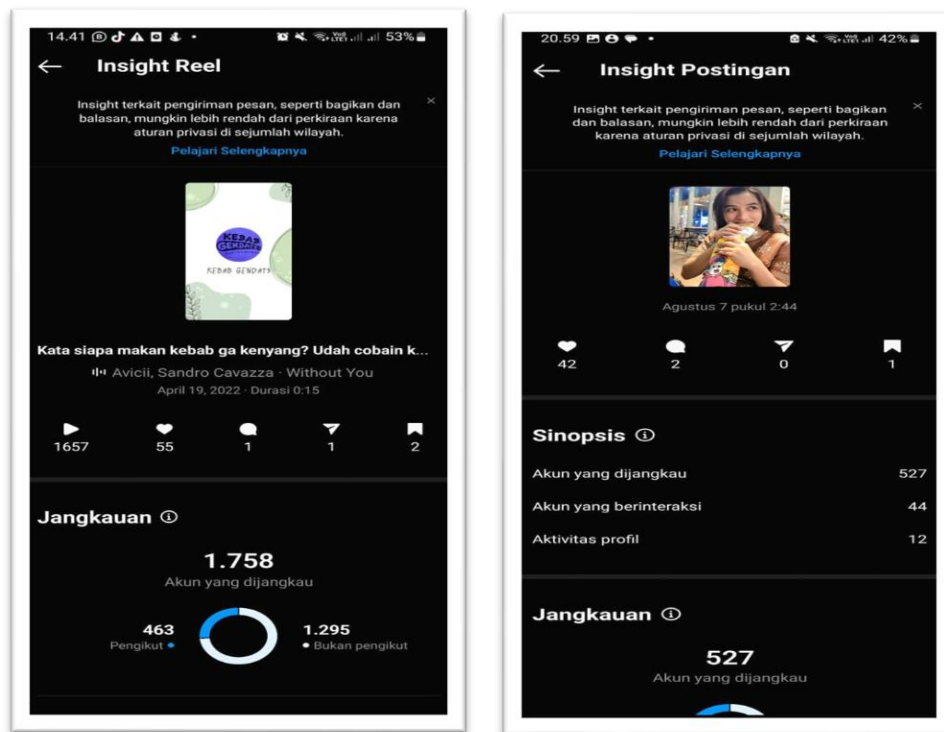 14.41
53%
Insight Reel
Insight terkait pengiriman pesan, seperti bagikan dan
balasan, mungkin lebih rendah dari perkiraan karena
aturan privasi di sejumlah wilayah.
Pelajari Selengkapnya
KEBAB
GENDATS
KEBAB GENDATS
Kata siapa makan kebab ga kenyang? Udah cobain k...
Avicii, Sandro Cavazza · Without You
April 19, 2022 · Durasi 0:15
1657 55 1 1 2
Jangkauan
1.758
Akun yang dijangkau
463
Pengikut
1.295
Bukan pengikut
20.59
42%
Insight Postingan
Insight terkait pengiriman pesan, seperti bagikan
dan balasan, mungkin lebih rendah dari perkiraan
karena aturan privasi di sejumlah wilayah.
Pelajari Selengkapnya
Agustus 7 pukul 2:44
42 2 0 1
Sinopsis
Akun yang dijangkau 527
Akun yang berinteraksi 44
Aktivitas profil 12
Jangkauan
527
Akun yang dijangkau